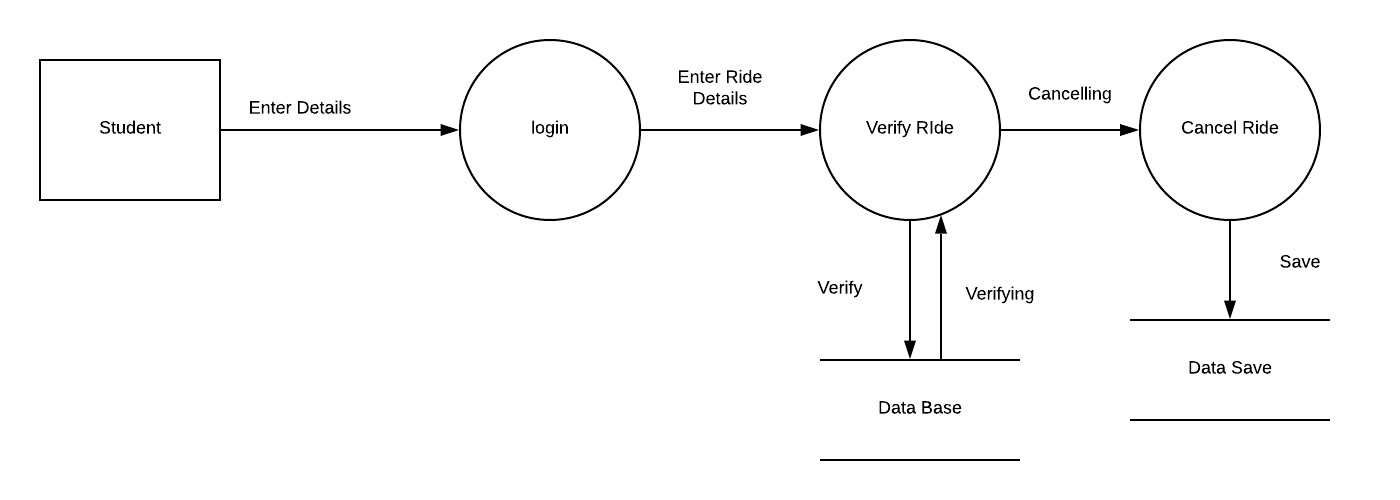 Student
Enter Details
login
Enter Ride
Details
Verify RIde
Cancelling
Cancel Ride
Verify
Verifying
Save
Data Base
Data Save